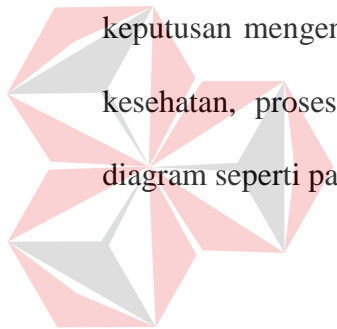 keputusan menger
kesehatan, proses
diagram seperti pa